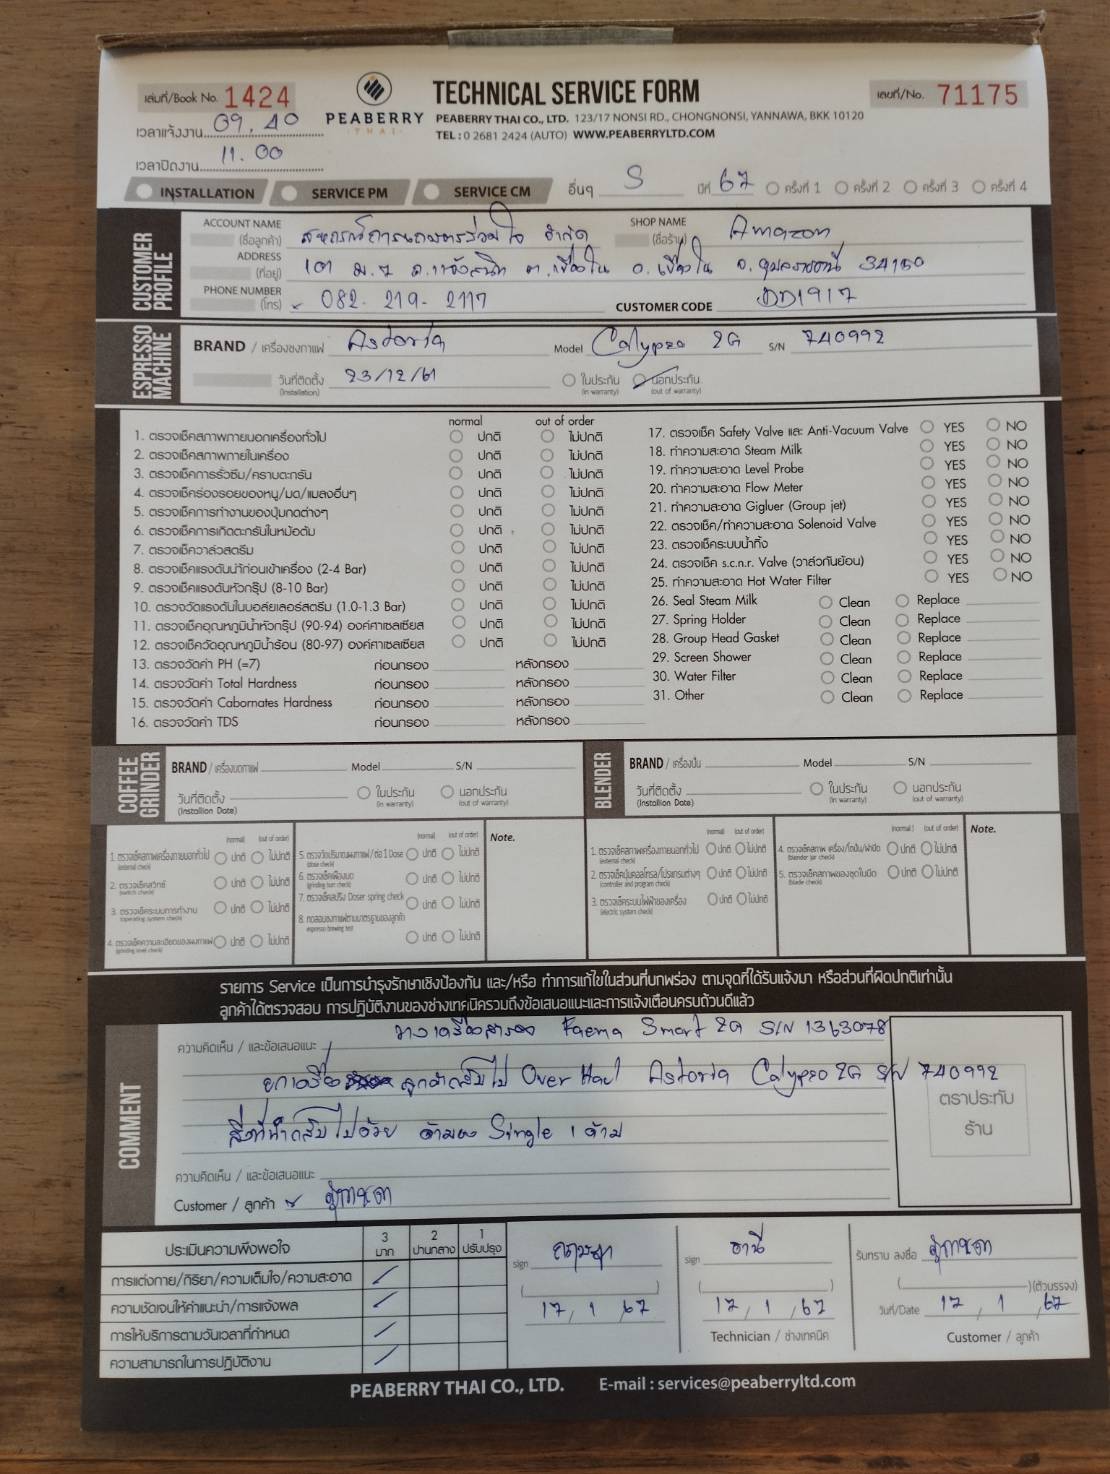 เล่มที่/Book No. 1424
PEABERRY
THAI
TECHNICAL SERVICE FORM
PEABERRY THAI CO., LTD. 123/17 NONSI RD., CHONGNONSI, YANNAWA, BKK 10120
TEL : 0 2681 2424 (AUTO) WWW.PEABERRYLTD.COM
เลขที่/No. 71175
เวลาแจ้งงาน 09.40
เวลาปิดงาน 11.00
INSTALLATION SERVICE PM SERVICE CM อื่นๆ S ปีที่ 67 ครั้งที่ 1 ครั้งที่ 2 ครั้งที่ 3 ครั้งที่ 4
CUSTOMER PROFILE
ACCOUNT NAME (ชื่อลูกค้า) สหกรณ์การเกษตรร่วมใจ จำกัด SHOP NAME (ชื่อร้าน) Amazon
ADDRESS (ที่อยู่) ต.เขื่องใน อ.เขื่องใน จ.อุบลราชธานี 34150
PHONE NUMBER (โทร) 082-219-2117 CUSTOMER CODE DD1917
ESPRESSO MACHINE
BRAND / เครื่องชงกาแฟ Astoria Model Calypso 2G S/N 740992
วันที่ติดตั้ง (Installation) 23/12/61 ในประกัน (in warranty) นอกประกัน (out of warranty)
normal out of order
1. ตรวจเช็คสภาพภายนอกเครื่องทั่วไป ปกติ ไม่ปกติ
2. ตรวจเช็คสภาพภายในเครื่อง ปกติ ไม่ปกติ
3. ตรวจเช็คการรั่วซึม/คราบตะกรัน ปกติ ไม่ปกติ
4. ตรวจเช็คร่องรอยของหนู/มด/แมลงอื่นๆ ปกติ ไม่ปกติ
5. ตรวจเช็คการทำงานของปุ่มกดต่างๆ ปกติ ไม่ปกติ
6. ตรวจเช็คการเกิดตะกรันในหม้อต้ม ปกติ ไม่ปกติ
7. ตรวจเช็ควาล์วสตรีม ปกติ ไม่ปกติ
8. ตรวจเช็คแรงดันน้ำก่อนเข้าเครื่อง (2-4 Bar) ปกติ ไม่ปกติ
9. ตรวจเช็คแรงดันหัวกรุ๊ป (8-10 Bar) ปกติ ไม่ปกติ
10. ตรวจวัดแรงดันในบอล์ยเลอร์สตรีม (1.0-1.3 Bar) ปกติ ไม่ปกติ
11. ตรวจเช็คอุณหภูมิน้ำหัวกรุ๊ป (90-94) องศาเซลเซียส ปกติ ไม่ปกติ
12. ตรวจเช็ควัดอุณหภูมิน้ำร้อน (80-97) องศาเซลเซียส ปกติ ไม่ปกติ
13. ตรวจวัดค่า PH (=7) ก่อนกรอง หลังกรอง
14. ตรวจวัดค่า Total Hardness ก่อนกรอง หลังกรอง
15. ตรวจวัดค่า Cabornates Hardness ก่อนกรอง หลังกรอง
16. ตรวจวัดค่า TDS ก่อนกรอง หลังกรอง
17. ตรวจเช็ค Safety Valve และ Anti-Vacuum Valve YES NO
18. ทำความสะอาด Steam Milk YES NO
19. ทำความสะอาด Level Probe YES NO
20. ทำความสะอาด Flow Meter YES NO
21. ทำความสะอาด Gigluer (Group jet) YES NO
22. ตรวจเช็ค/ทำความสะอาด Solenoid Valve YES NO
23. ตรวจเช็คระบบน้ำทิ้ง YES NO
24. ตรวจเช็ค s.c.n.r. Valve (วาล์วกันย้อน) YES NO
25. ทำความสะอาด Hot Water Filter YES NO
26. Seal Steam Milk Clean Replace
27. Spring Holder Clean Replace
28. Group Head Gasket Clean Replace
29. Screen Shower Clean Replace
30. Water Filter Clean Replace
31. Other Clean Replace
COFFEE GRINDER
BRAND / เครื่องบดกาแฟ Model S/N
วันที่ติดตั้ง (Installion Date) ในประกัน (in warranty) นอกประกัน (out of warranty)
(normal) (out of order) (normal) (out of order) Note.
1. ตรวจเช็คสภาพเครื่องภายนอกทั่วไป (external check) ปกติ ไม่ปกติ
2. ตรวจเช็คสวิทซ์ (switch check) ปกติ ไม่ปกติ
3. ตรวจเช็คระบบการทำงาน (operating system check) ปกติ ไม่ปกติ
4. ตรวจเช็คความละเอียดของผงกาแฟ (grinding level check) ปกติ ไม่ปกติ
5. ตรวจวัดปริมาณผงกาแฟ/ต่อ 1 Dose (dose check) ปกติ ไม่ปกติ
6. ตรวจเช็คเฟืองบด (grinding burr check) ปกติ ไม่ปกติ
7. ตรวจเช็คสปริง Doser spring check ปกติ ไม่ปกติ
8. ทดสอบชงกาแฟตามมาตรฐานของลูกค้า espresso brewing test ปกติ ไม่ปกติ
BLENDER
BRAND / เครื่องปั่น Model S/N
วันที่ติดตั้ง (Installion Date) ในประกัน (in warranty) นอกประกัน (out of warranty)
(normal) (out of order) (normal) (out of order) Note.
1. ตรวจเช็คสภาพเครื่องภายนอกทั่วไป (external check) ปกติ ไม่ปกติ
2. ตรวจเช็คปุ่มคอลโทรล/โปรแกรมต่างๆ (controller and program check) ปกติ ไม่ปกติ
3. ตรวจเช็คระบบไฟฟ้าของเครื่อง (electric system check) ปกติ ไม่ปกติ
4. ตรวจเช็คสภาพ เครื่อง/โถปั่น/ฝาปิด (blender jar check) ปกติ ไม่ปกติ
5. ตรวจเช็คสภาพของชุดใบมีด (blade check) ปกติ ไม่ปกติ
รายการ Service เป็นการบำรุงรักษาเชิงป้องกัน และ/หรือ ทำการแก้ไขในส่วนที่บกพร่อง ตามจุดที่ได้รับแจ้งมา หรือส่วนที่ผิดปกติเท่านั้น
ลูกค้าได้ตรวจสอบ การปฏิบัติงานของช่างเทคนิครวมถึงข้อเสนอแนะและการแจ้งเตือนครบถ้วนดีแล้ว
COMMENT
ความคิดเห็น / และข้อเสนอแนะ วางเครื่องสำรอง Faema Smart 2G S/N 1363078
ยกเครื่อง ลูกค้ากลับไป Over Haul Astoria Calypso 2G S/N 740992
สิ่งที่นำกลับไปด้วย ด้ามชง Single 1 ด้าม
ตราประทับ
ร้าน
ความคิดเห็น / และข้อเสนอแนะ
Customer / ลูกค้า
ประเมินความพึงพอใจ 3 มาก 2 ปานกลาง 1 ปรับปรุง
การแต่งกาย/กิริยา/ความเต็มใจ/ความสะอาด
ความชัดเจนให้คำแนะนำ/การแจ้งผล
การให้บริการตามวันเวลาที่กำหนด
ความสามารถในการปฏิบัติงาน
sign
17/1/67
sign
17/1/67
Technician / ช่างเทคนิค
รับทราบ ลงชื่อ
(ตัวบรรจง)
วันที่/Date 17/1/67
Customer / ลูกค้า
PEABERRY THAI CO., LTD. E-mail : services@peaberryltd.com